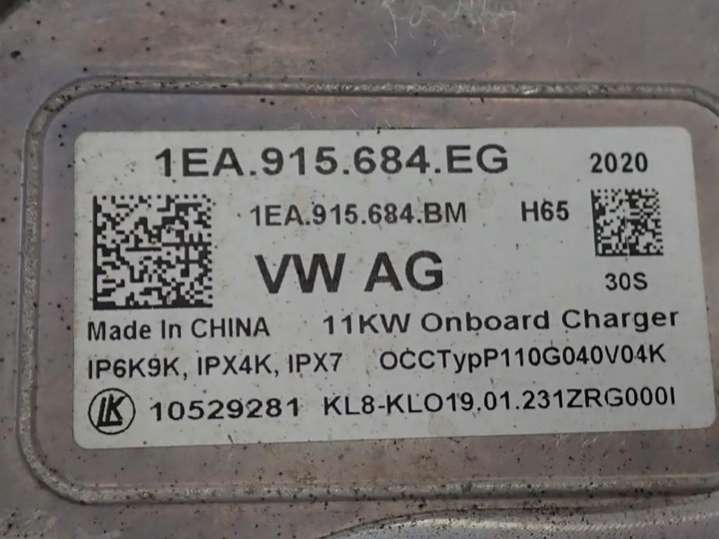 1EA.915.684.EG 2020
1EA.915.684.BM H65
VW AG
30S
Made In CHINA 11KW Onboard Charger
IP6K9K, IPX4K, IPX7 OCCTypP110G040V04K
LK 10529281 KL8-KLO19.01.231ZRG000I